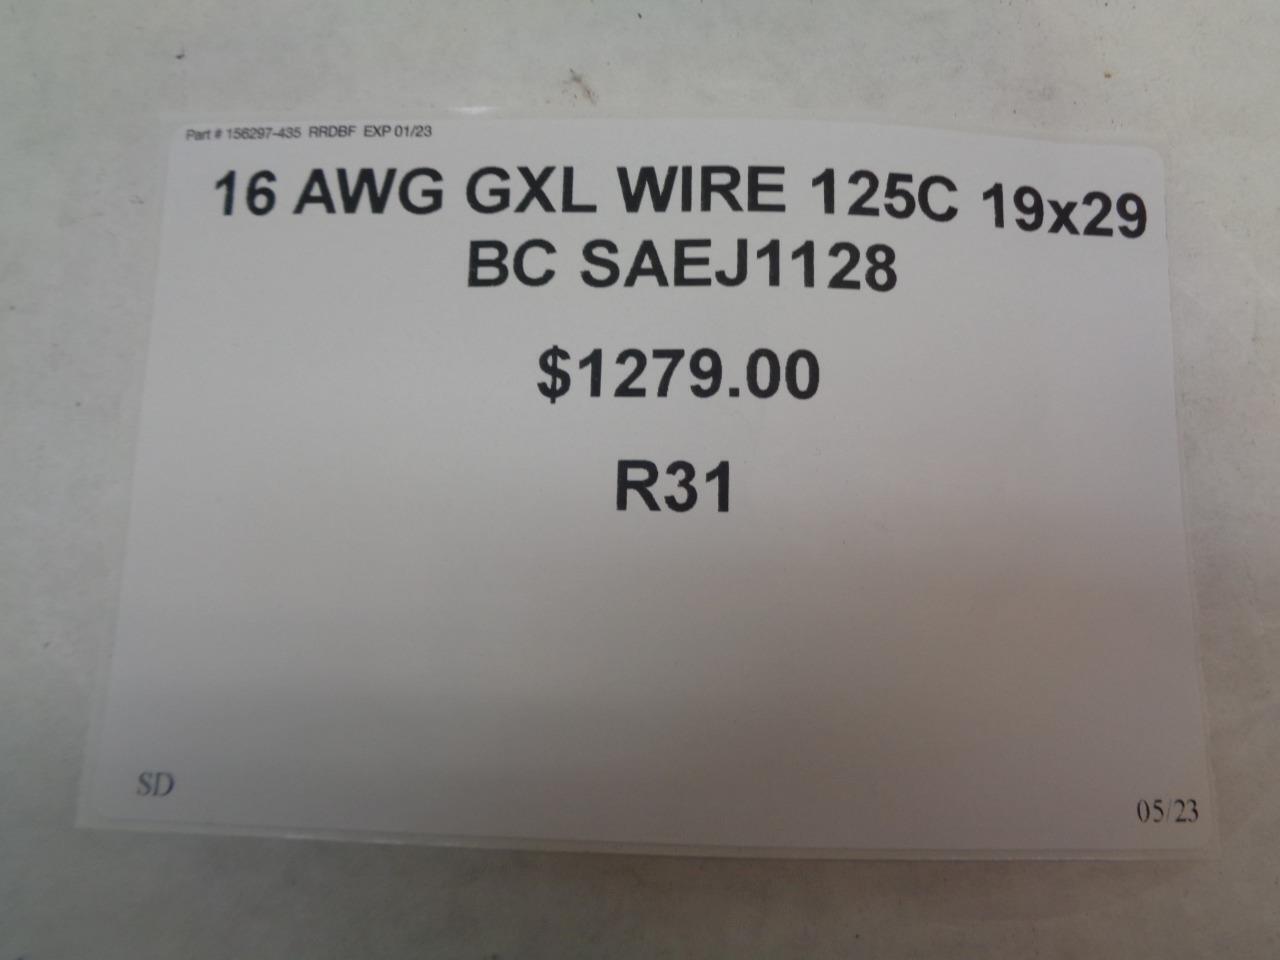 Part # 156297-435 RRDBF EXP 01/23
16 AWG GXL WIRE 125C 19x29
BC SAEJ1128
$1279.00
R31
SD
05/23